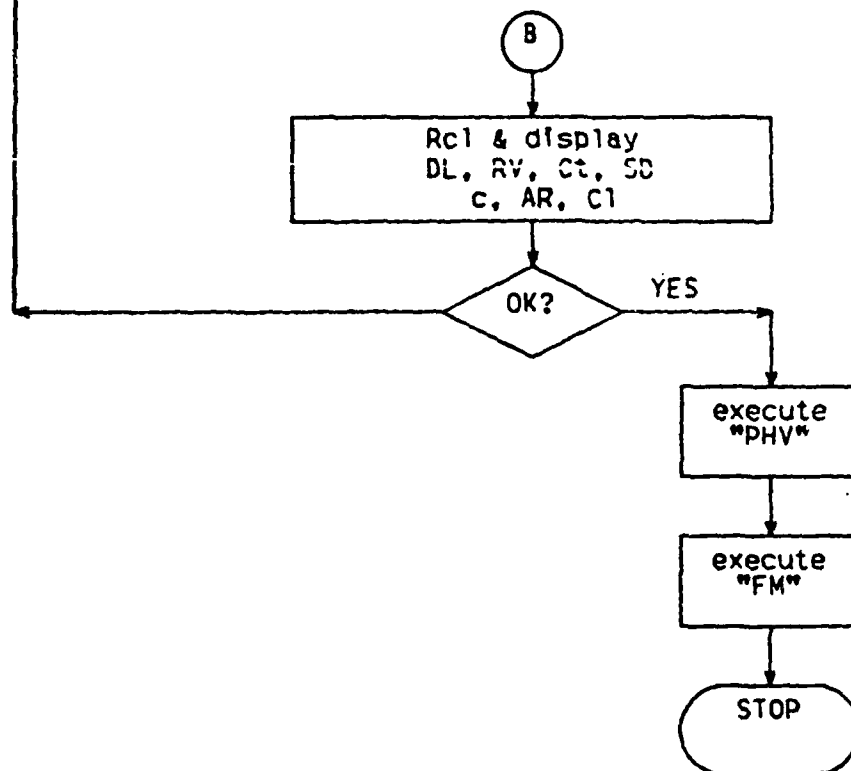 B
Rcl & display
DL, RV, Ct, SD
c, AR, Cl
OK?
YES
execute
"PHV"
execute
"FM"
STOP